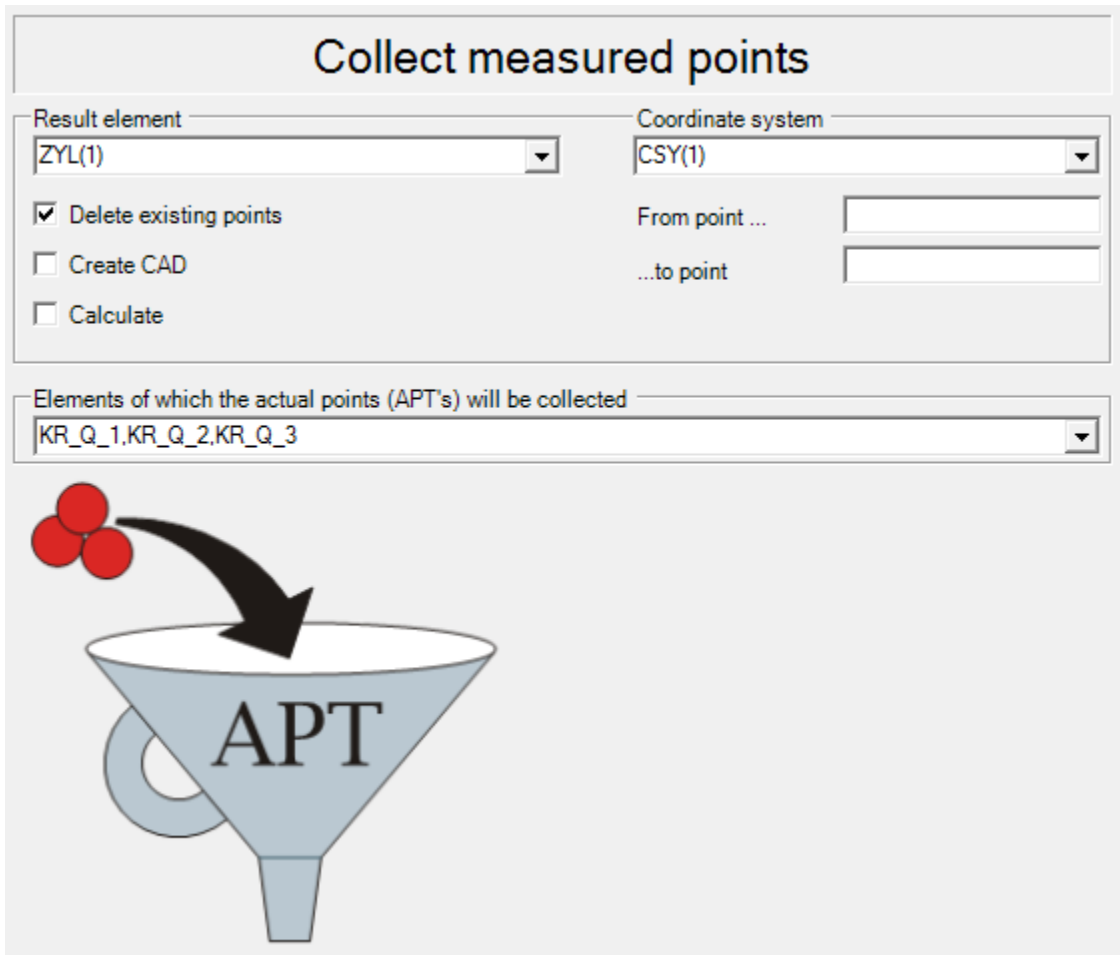 Collect measured points
Result element
Coordinate system
ZYL(1)
CSY(1)
Delete existing points
From point ...
Create CAD
...to point
Calculate
Elements of which the actual points (APT's) will be collected
KR_Q_1,KR_Q_2,KR_Q_3
APT